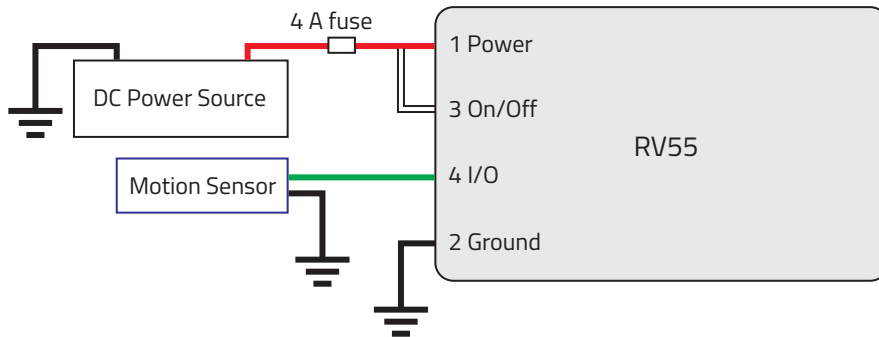 4 A fuse
1 Power
DC Power Source
3 On/Off
RV55
Motion Sensor
4 I/O
2 Ground